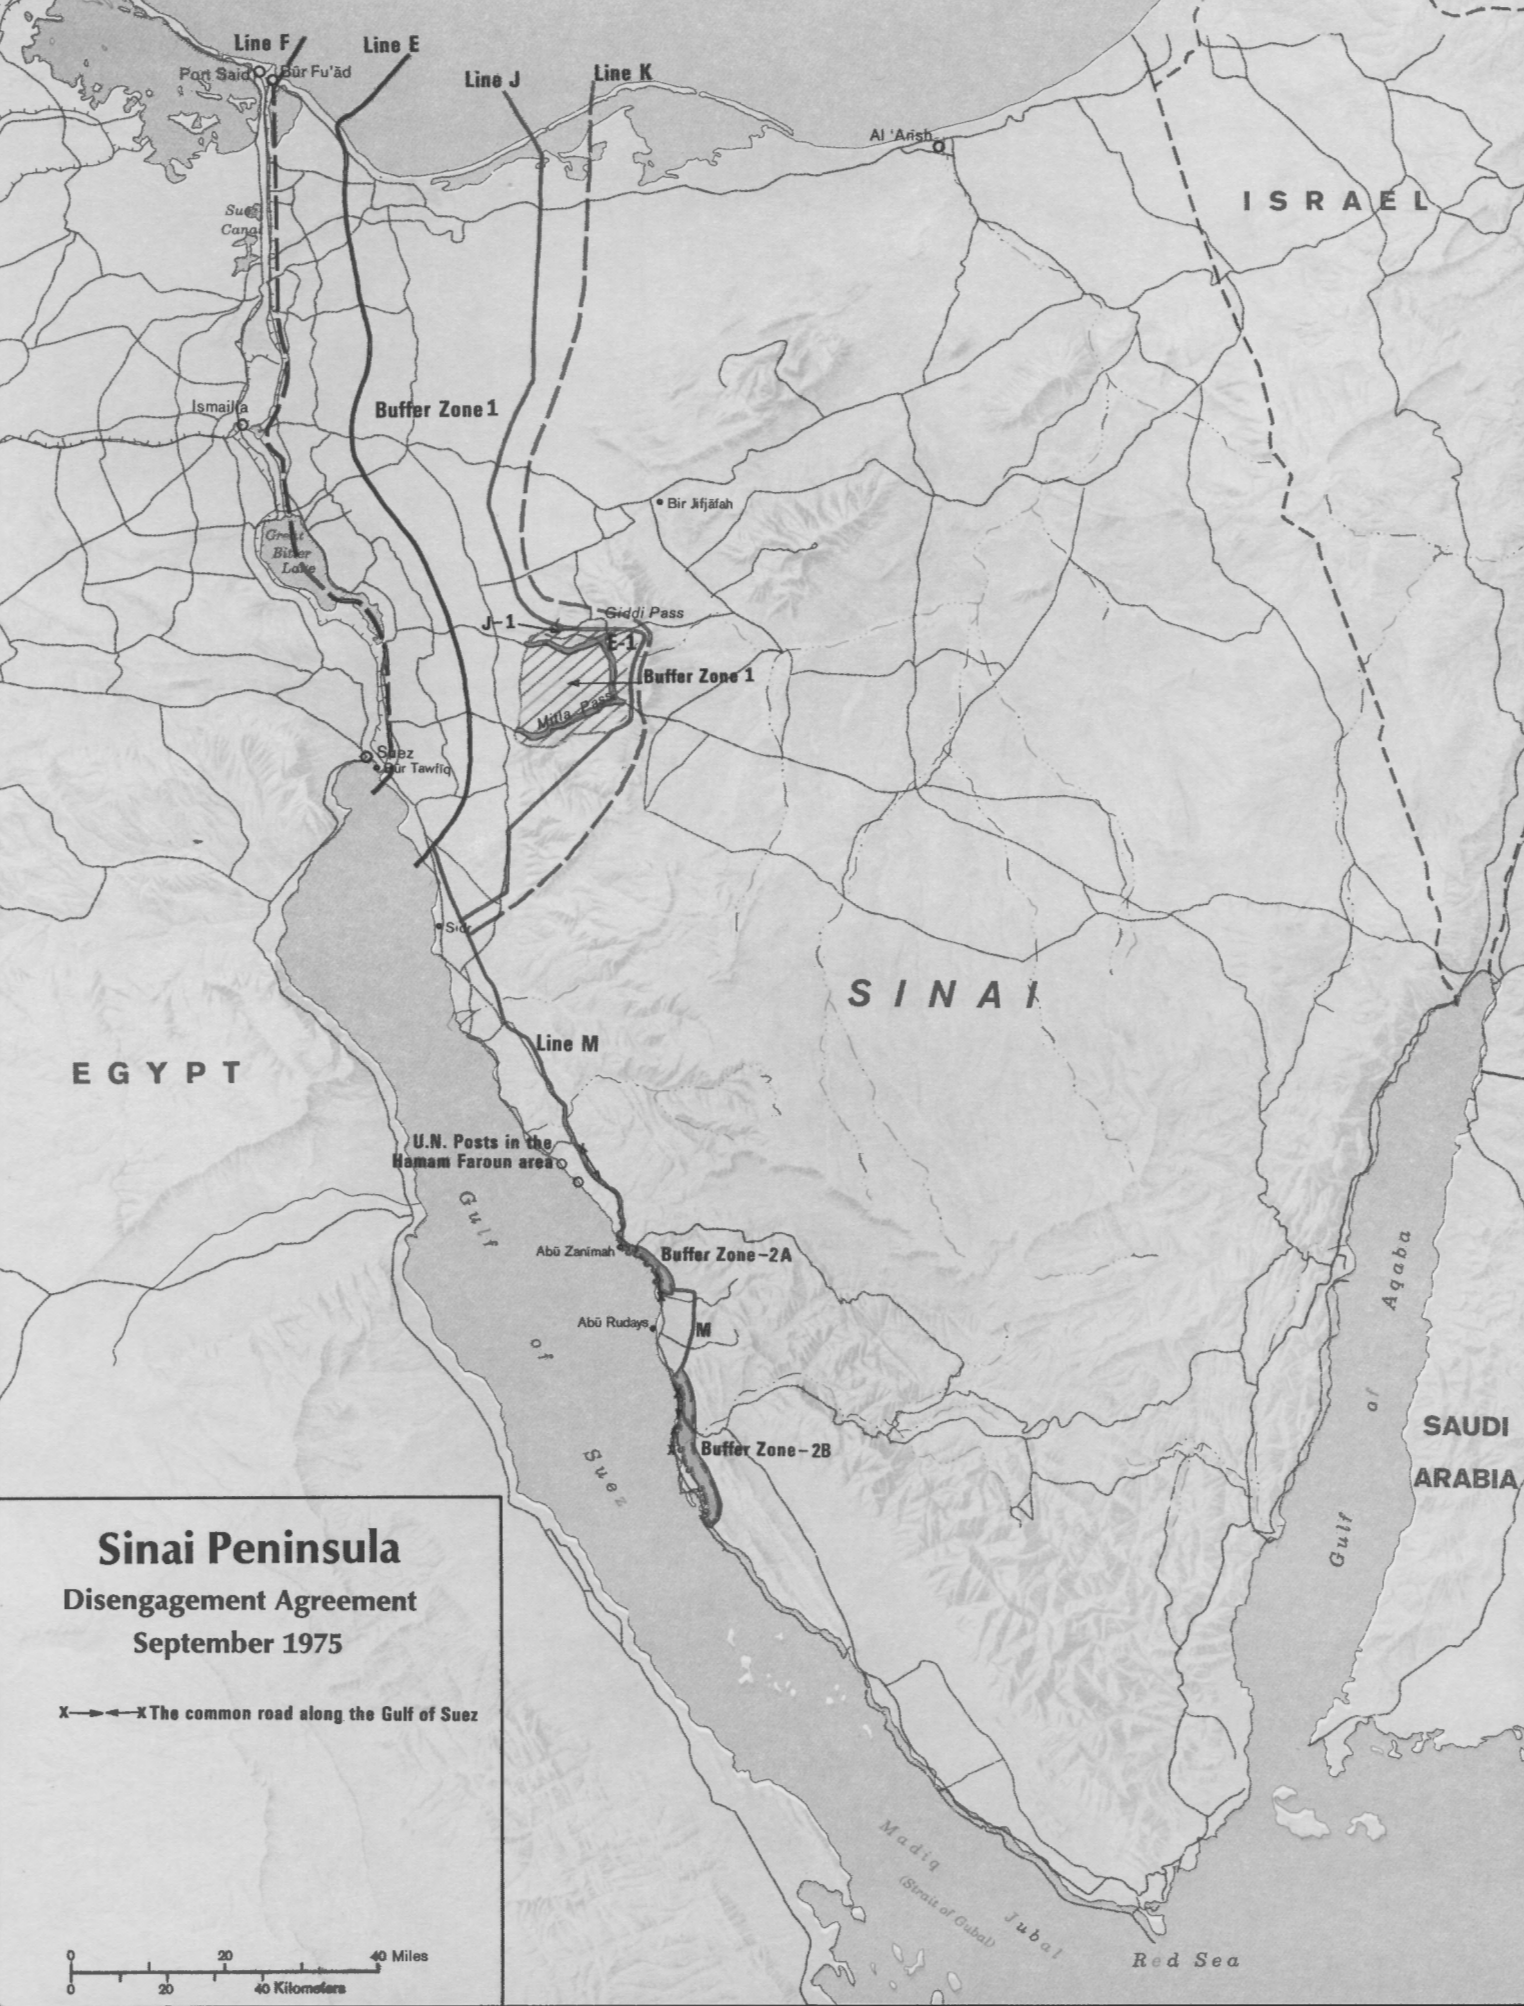 Line F
Line E
Line J
Line K
Port Said
Būr Fu'ād
Al 'Arīsh
ISRAEL
Suez
Canal
Ismailia
Buffer Zone 1
Bir Jifjāfah
Great
Bitter
Lake
Giddi Pass
J-1
E-1
Buffer Zone 1
Mitla Pass
Suez
Būr Tawfīq
Sidr
SINAI
Line M
EGYPT
U.N. Posts in the
Hamam Faroun area
Gulf
of
Suez
Abū Zanīmah
Buffer Zone-2A
Abū Rudays
M
Buffer Zone-2B
Gulf
of
Aqaba
SAUDI
ARABIA
Sinai Peninsula
Disengagement Agreement
September 1975
X X The common road along the Gulf of Suez
0 20 40 Miles
0 20 40 Kilometers
Madīq
Jubal
(Strait of Gubal)
Red Sea